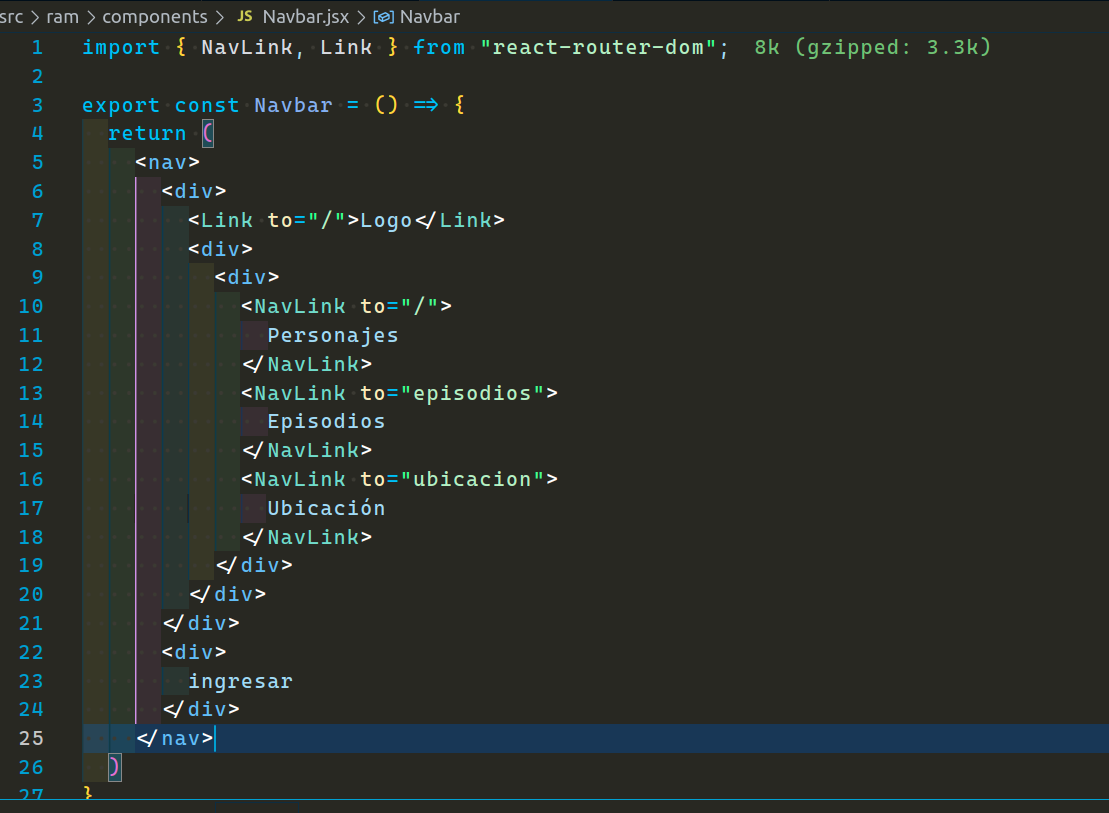 src > ram > components > JS Navbar.jsx > Navbar
1 import { NavLink, Link } from "react-router-dom"; 8k (gzipped: 3.3k)
2
3 export const Navbar = () => {
4   return (
5     <nav>
6       <div>
7         <Link to="/">Logo</Link>
8         <div>
9           <div>
10             <NavLink to="/">
11               Personajes
12             </NavLink>
13             <NavLink to="episodios">
14               Episodios
15             </NavLink>
16             <NavLink to="ubicacion">
17               Ubicación
18             </NavLink>
19           </div>
20         </div>
21       </div>
22       <div>
23         ingresar
24       </div>
25     </nav>
26   )
27 }